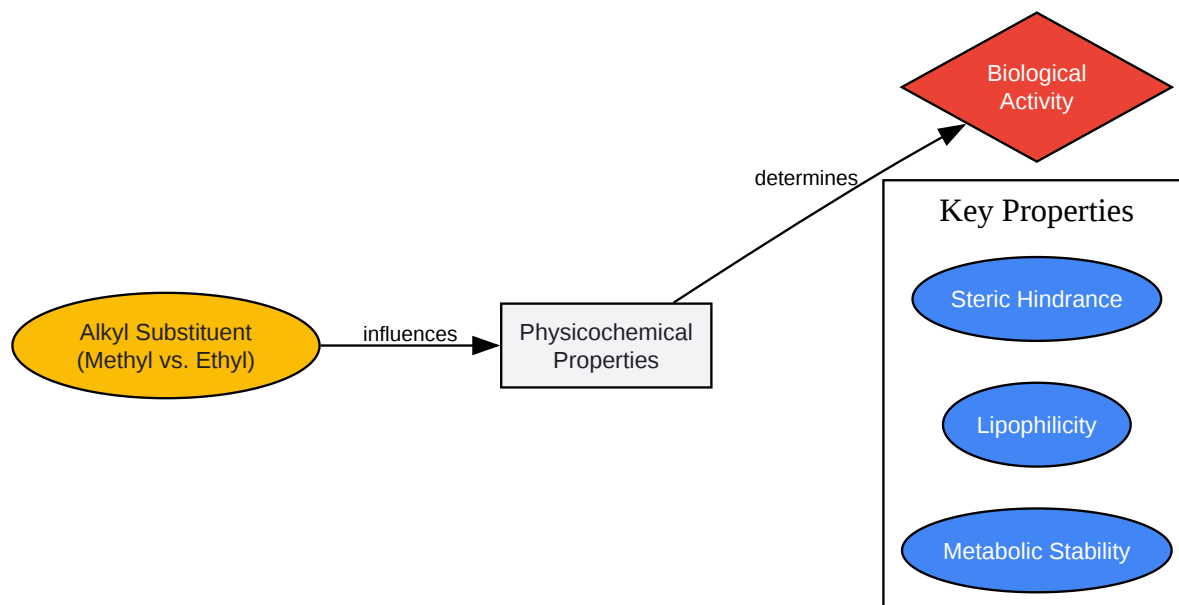 Biological
Activity
determines
Key Properties
Steric Hindrance
Alkyl Substituent
(Methyl vs. Ethyl)
influences
Physicochemical
Properties
Lipophilicity
Metabolic Stability